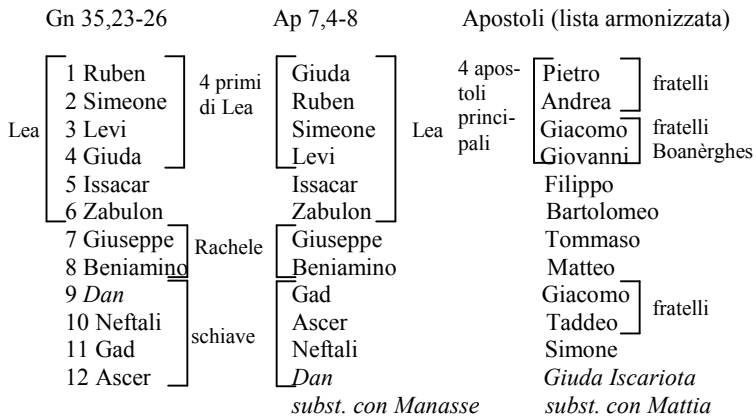 Gn 35,23-26 Ap 7,4-8 Apostoli (lista armonizzata)
1 Ruben 4 primi Giuda 4 apos- Pietro fratelli
2 Simeone di Lea Ruben toli Andrea
Lea 3 Levi Simeone Lea princi- Giacomo fratelli
4 Giuda Levi pali Giovanni Boanèrghes
5 Issacar Issacar Filippo
6 Zabulon Zabulon Bartolomeo
7 Giuseppe Rachele Giuseppe Tommaso
8 Beniamino Beniamino Matteo
9 Dan Gad Giacomo fratelli
10 Neftali schiave Ascer Taddeo
11 Gad Neftali Simone
12 Ascer Dan Giuda Iscariota
subst. con Manasse subst. con Mattia